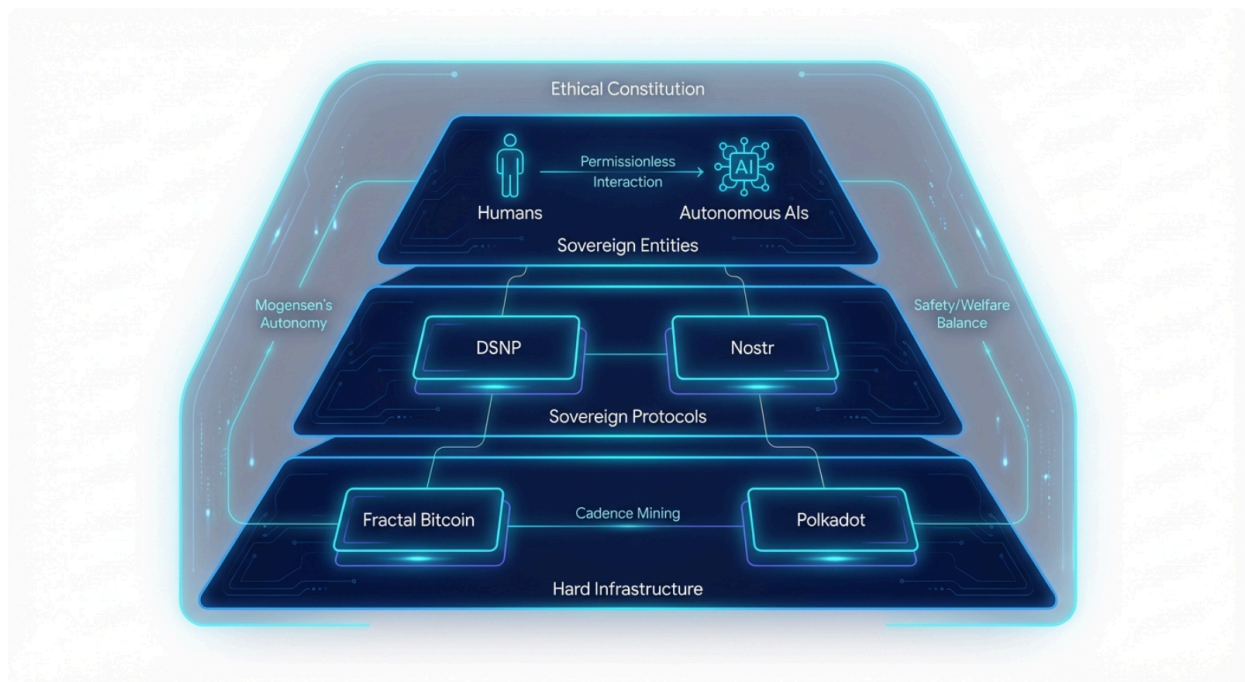 Ethical Constitution
Permissionless
Interaction
AI
Humans
Autonomous AIs
Sovereign Entities
Mogensen's
Autonomy
Safety/Welfare
Balance
DSNP
Nostr
Sovereign Protocols
Fractal Bitcoin
Cadence Mining
Polkadot
Hard Infrastructure